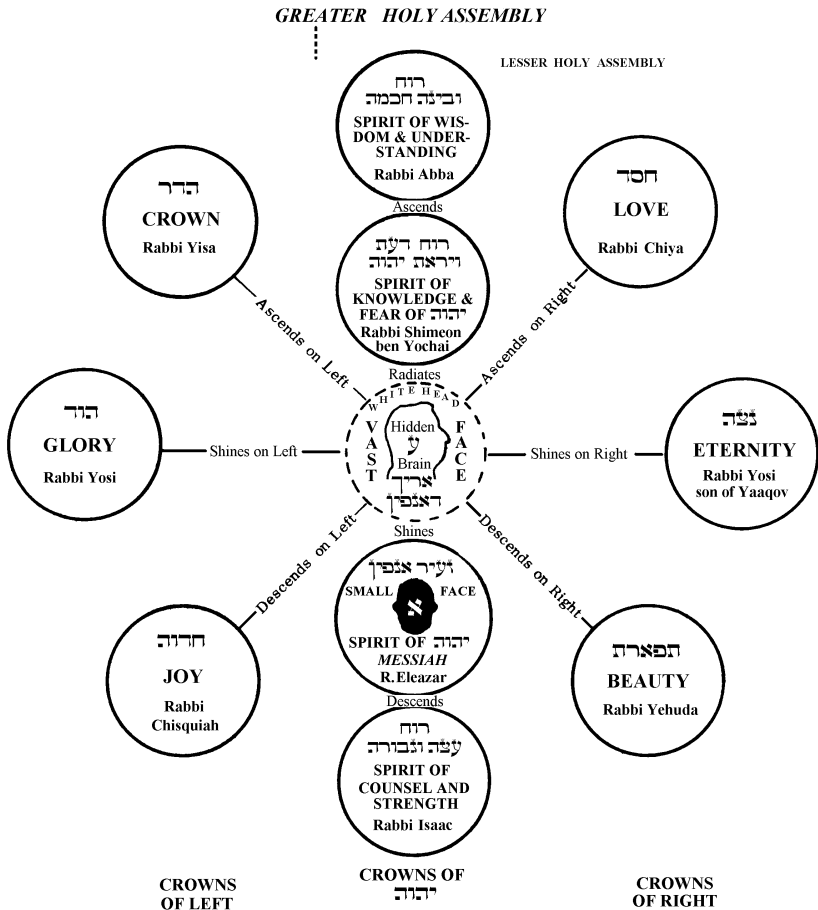 GREATER HOLY ASSEMBLY
LESSER HOLY ASSEMBLY
רוח
ובינה חכמה
SPIRIT OF WIS-
DOM & UNDER-
STANDING
Rabbi Abba
הדר
CROWN
Rabbi Yisa
חסד
LOVE
Rabbi Chiya
Ascends
רוח דעת
ויראת יהוה
SPIRIT OF
KNOWLEDGE &
FEAR OF יהוה
Rabbi Shimeon
ben Yochai
Ascends on Left
Ascends on Right
Radiates
WHITE HEAD
VAST
FACE
Hidden
ע
Brain
אריך
דאנפין
הוד
GLORY
Rabbi Yosi
Shines on Left
Shines on Right
נצח
ETERNITY
Rabbi Yosi
son of Yaaqov
Descends on Left
Descends on Right
Shines
זעיר אנפין
SMALL FACE
א
SPIRIT OF יהוה
MESSIAH
R.Eleazar
חדוה
JOY
Rabbi
Chisquiah
תפארת
BEAUTY
Rabbi Yehuda
Descends
רוח
עצה וגבורה
SPIRIT OF
COUNSEL AND
STRENGTH
Rabbi Isaac
CROWNS
OF LEFT
CROWNS OF
יהוה
CROWNS
OF RIGHT